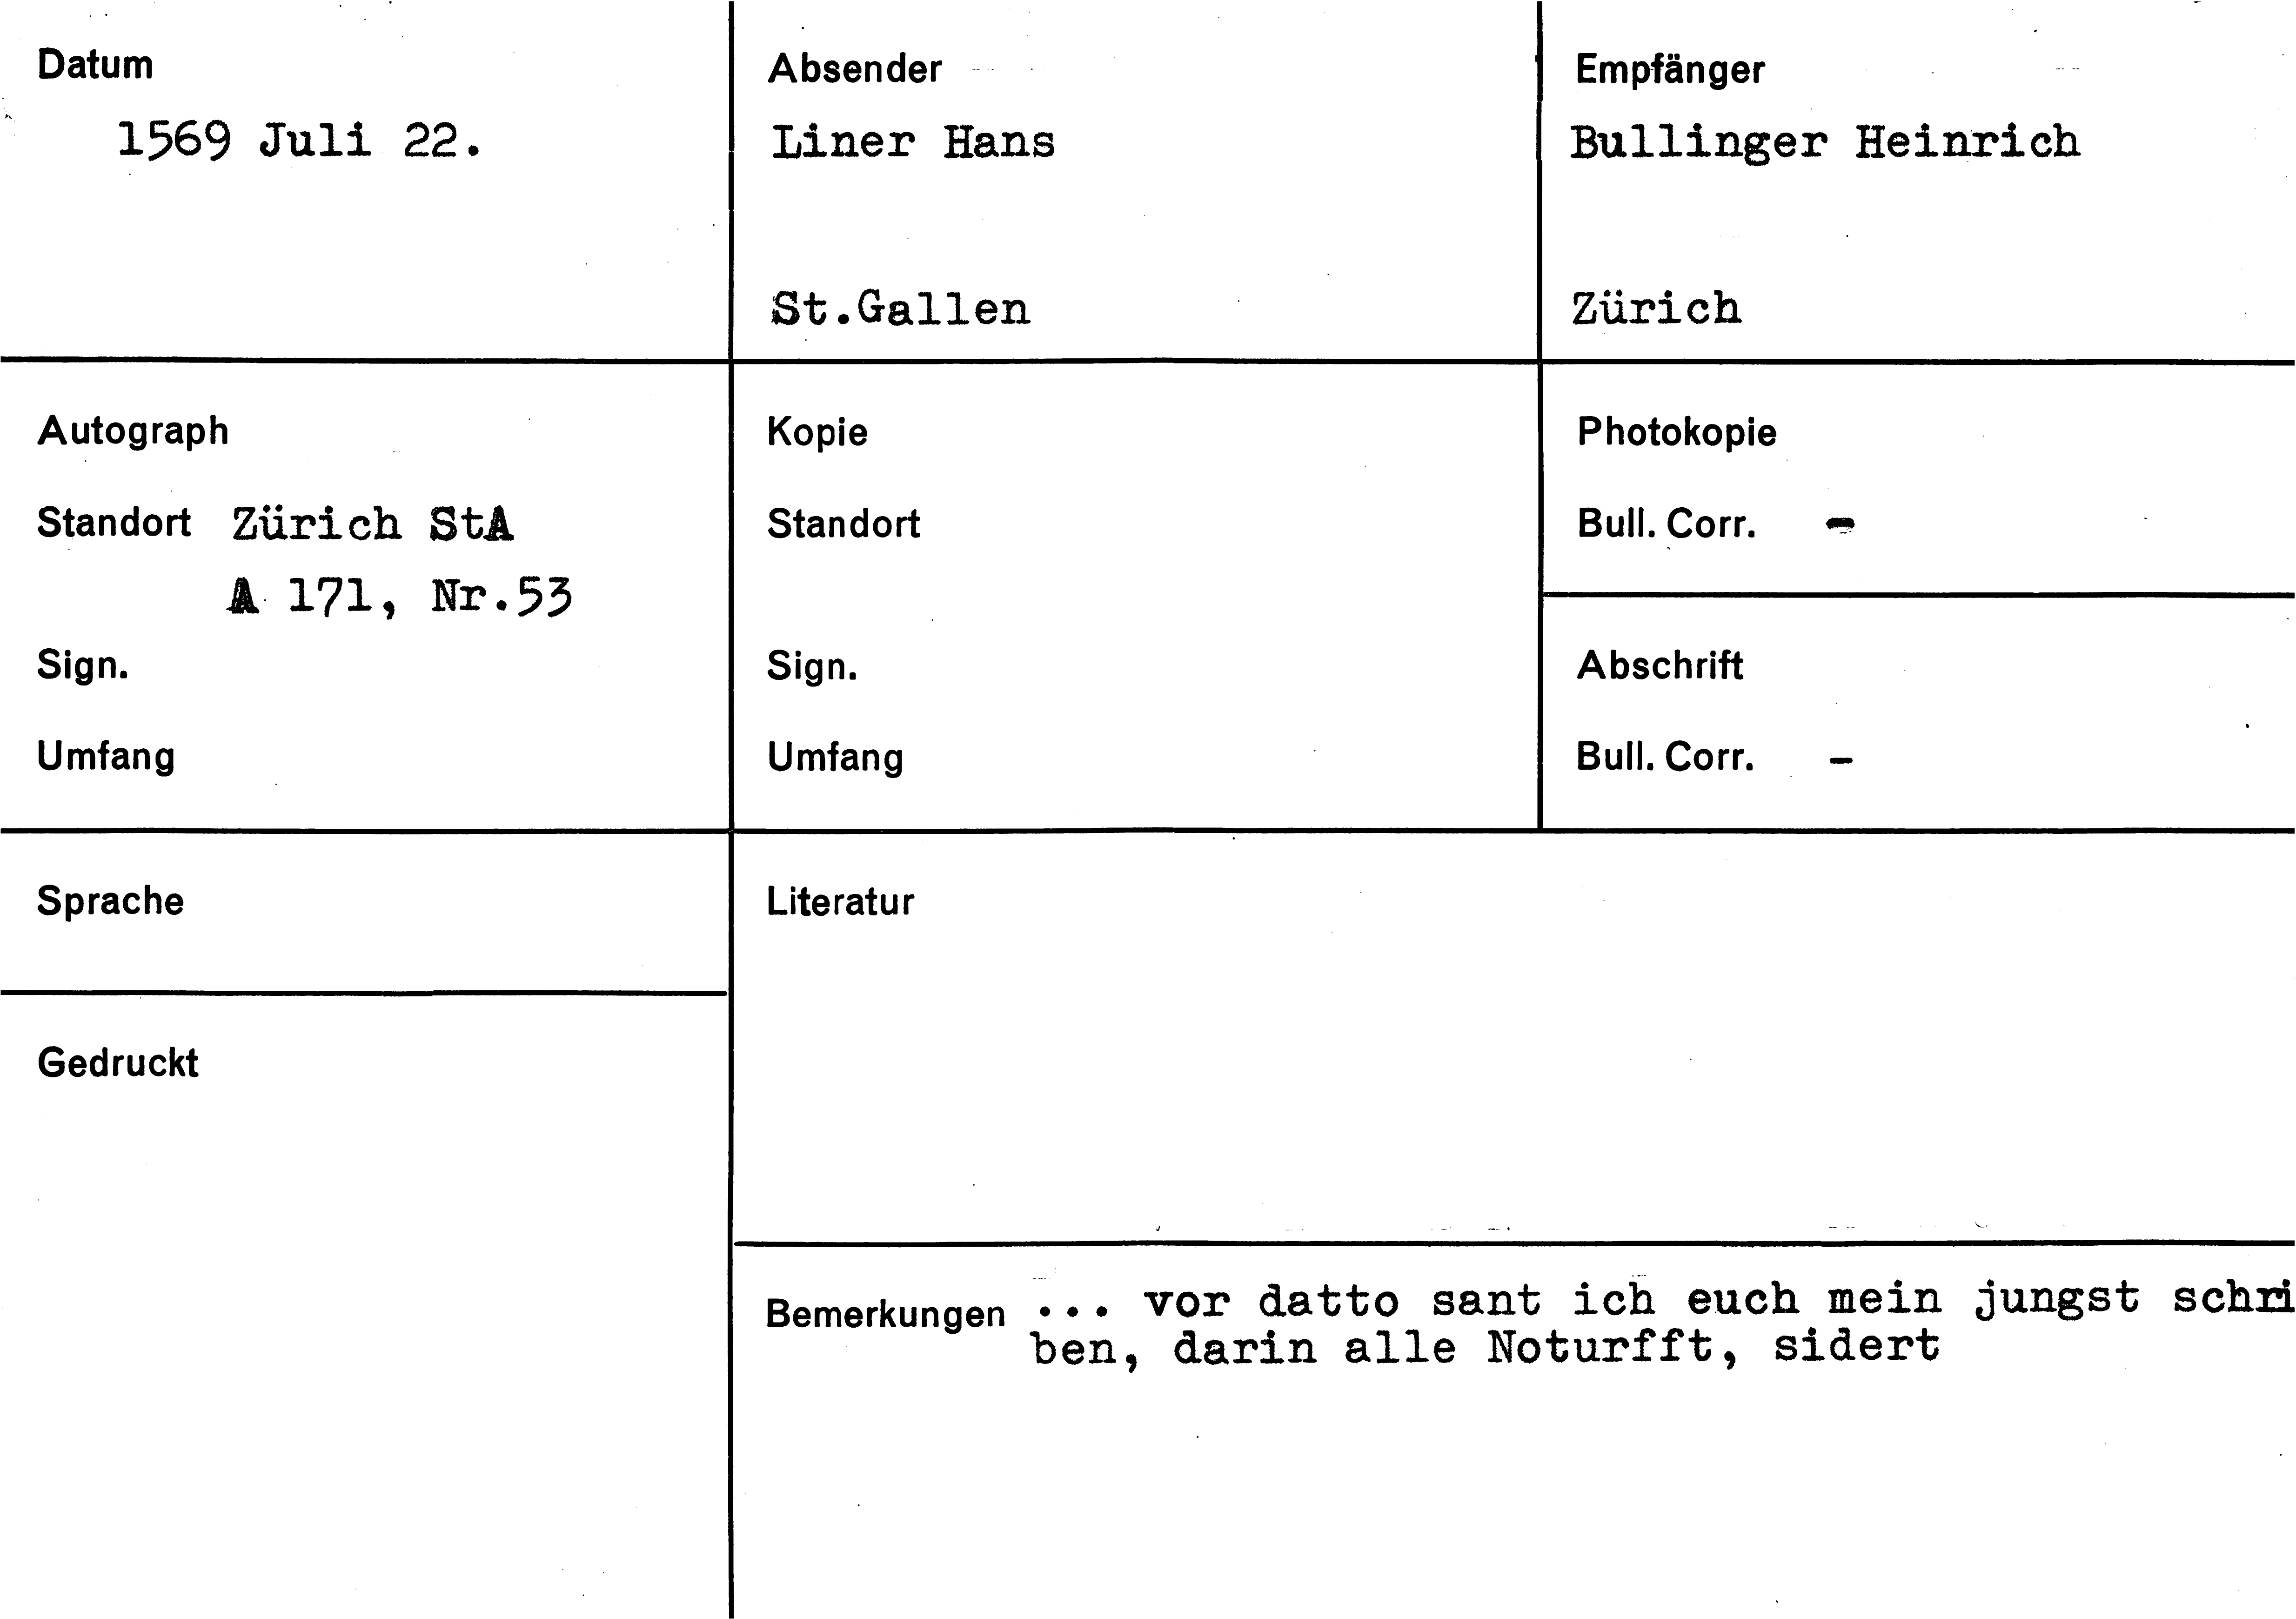 Datum
1569 Juli 22.
Absender
Liner Hans
St.Gallen
Empfänger
Bullinger Heinrich
Zürich
Autograph
Standort Zürich StA
A 171, Nr.53
Sign.
Umfang
Kopie
Standort
Sign.
Umfang
Photokopie
Bull. Corr. -
Abschrift
Bull. Corr. -
Sprache
Gedruckt
Literatur
Bemerkungen ... vor datto sant ich euch mein jungst schri
ben, darin alle Noturfft, sidert